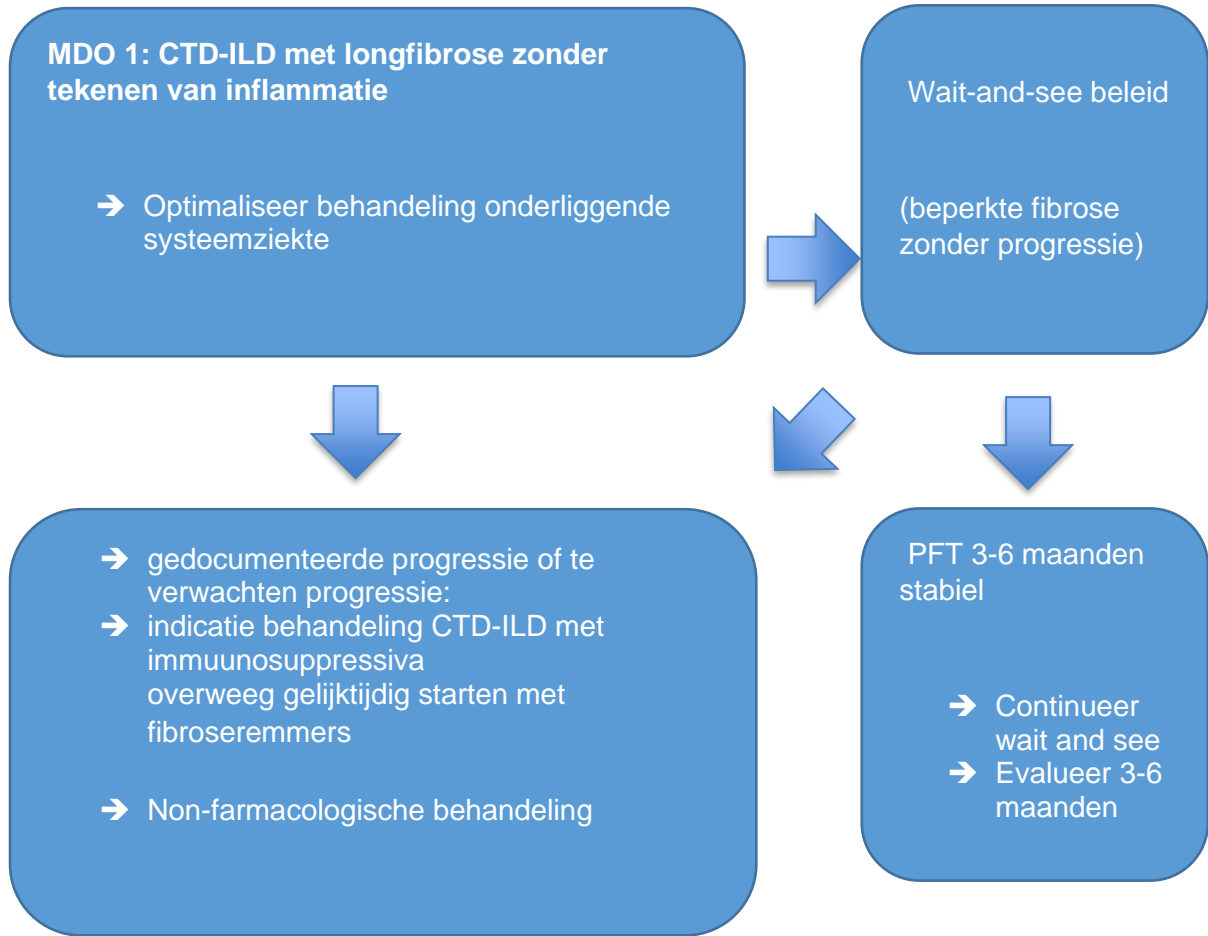 MDO 1: CTD-ILD met longfibrose zonder
tekenen van inflammatie
➔ Optimaliseer behandeling onderliggende
systeemziekte
Wait-and-see beleid
(beperkte fibrose
zonder progressie)
➔ gedocumenteerde progressie of te
verwachten progressie:
➔ indicatie behandeling CTD-ILD met
immuunosuppressiva
overweeg gelijktijdig starten met
fibroseremmers
➔ Non-farmacologische behandeling
PFT 3-6 maanden
stabiel
➔ Continueer
wait and see
➔ Evalueer 3-6
maanden